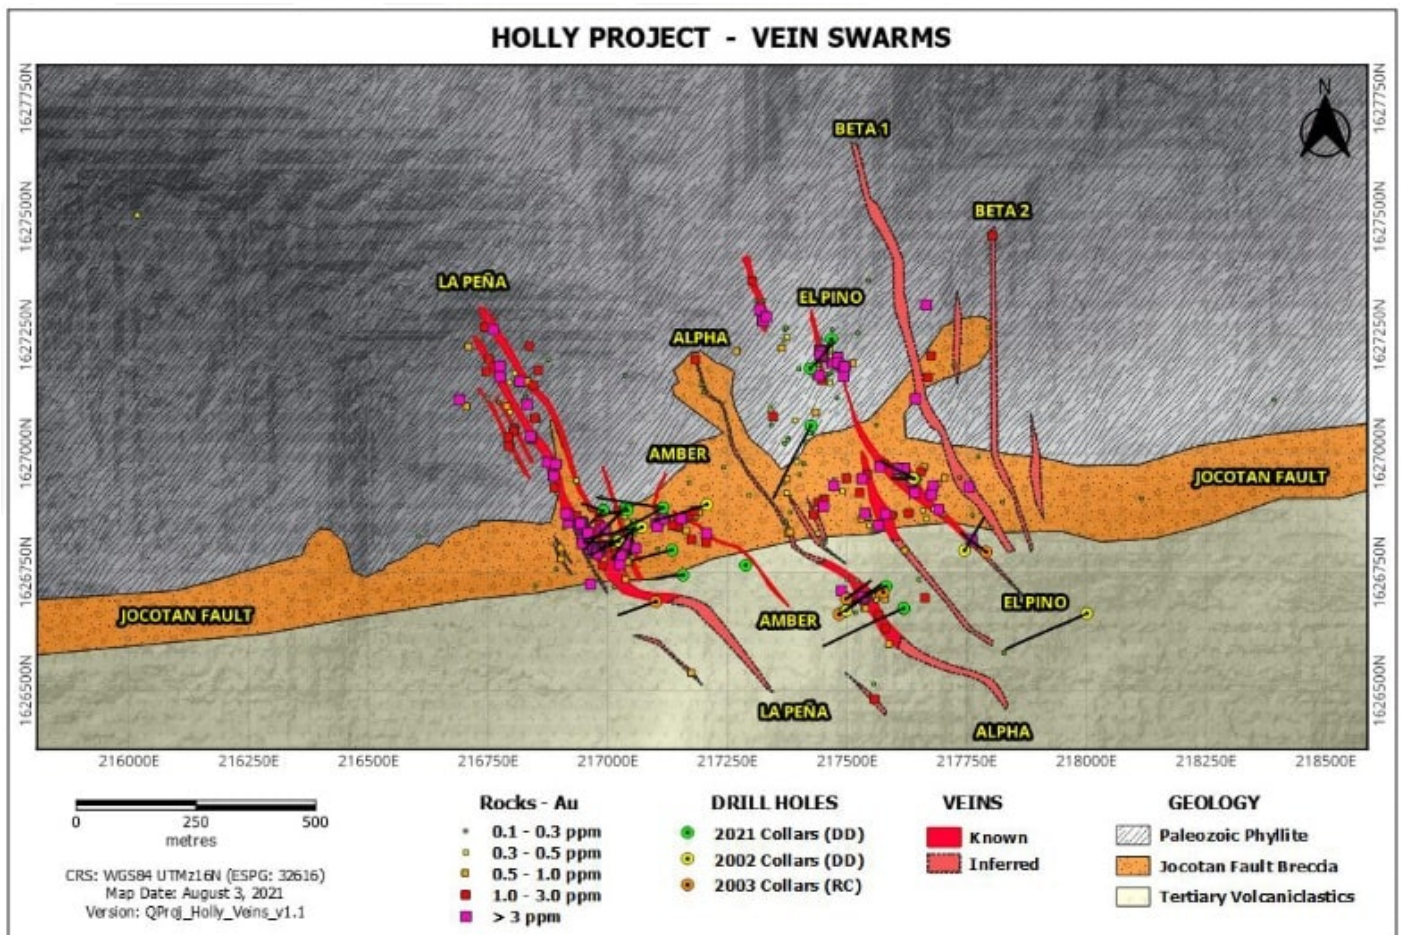 HOLLY PROJECT - VEIN SWARMS
1627750N
1627750N
N
BETA 1
1627500N
BETA 2
1627500N
LA PEÑA
EL PINO
1627250N
ALPHA
1627250N
1627000N
AMBER
1627000N
JOCOTAN FAULT
1626750N
1626750N
JOCOTAN FAULT
AMBER
EL PINO
1626500N
LA PEÑA
ALPHA
1626500N
216000E 216250E 216500E 216750E 217000E 217250E 217500E 217750E 218000E 218250E 218500E
0 250 500
metres
CRS: WGS84 UTMz16N (ESPG: 32616)
Map Date: August 3, 2021
Version: QProj_Holly_Veins_v1.1
Rocks - Au
0.1 - 0.3 ppm
0.3 - 0.5 ppm
0.5 - 1.0 ppm
1.0 - 3.0 ppm
> 3 ppm
DRILL HOLES
2021 Collars (DD)
2002 Collars (DD)
2003 Collars (RC)
VEINS
Known
Inferred
GEOLOGY
Paleozoic Phyllite
Jocotan Fault Breccia
Tertiary Volcaniclastics